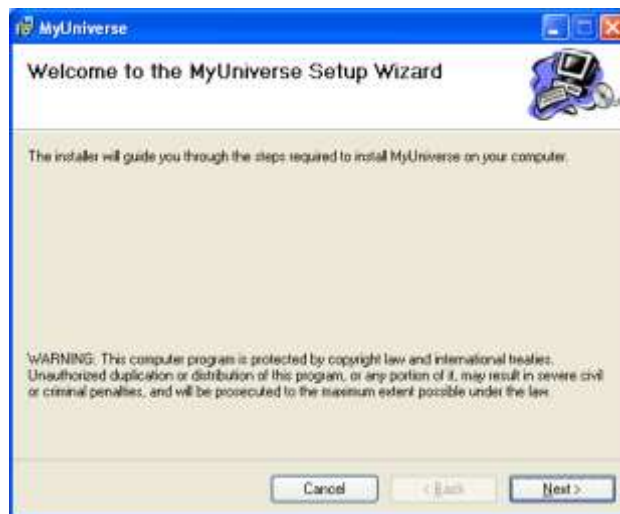 MyUniverse
Welcome to the MyUniverse Setup Wizard
The installer will guide you through the steps required to install MyUniverse on your computer.
WARNING: This computer program is protected by copyright law and international treaties.
Unauthorized duplication or distribution of this program, or any portion of it, may result in severe civil
or criminal penalties, and will be prosecuted to the maximum extent possible under the law.
Cancel
< Back
Next >